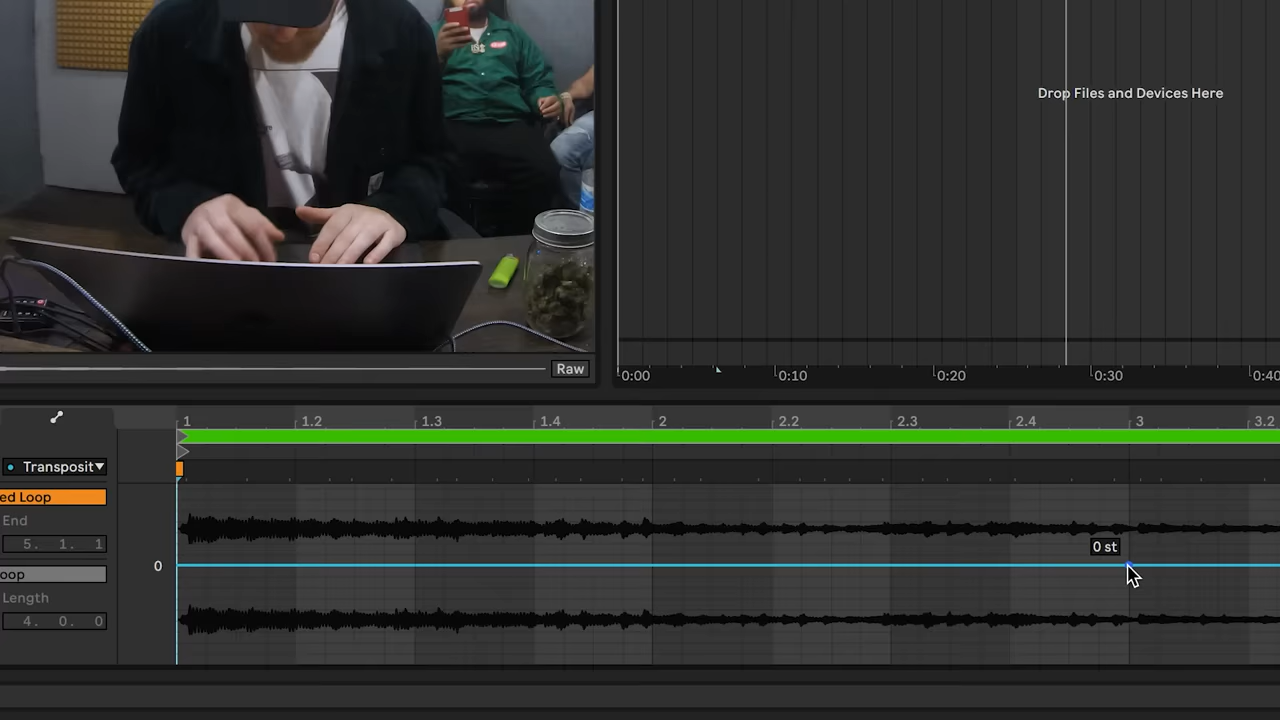 Drop Files and Devices Here
Raw
0:00
0:10
0:20
0:30
0:40
1
1.2
1.3
1.4
2
2.2
2.3
2.4
3
3.2
Transposit
ed Loop
End
5. 1. 1
oop
Length
4. 0. 0
0
0 st